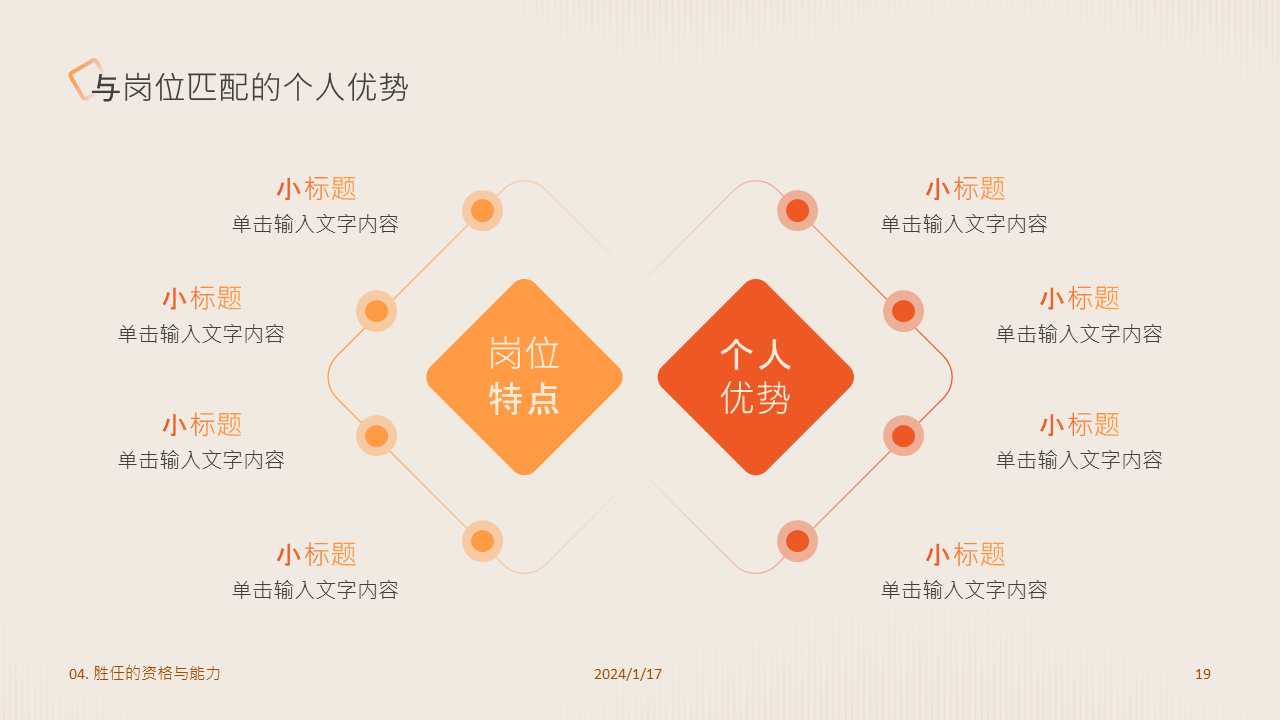 与岗位匹配的个人优势
小标题
单击输入文字内容
小标题
单击输入文字内容
小标题
单击输入文字内容
小标题
单击输入文字内容
岗位
特点
个人
优势
小标题
单击输入文字内容
小标题
单击输入文字内容
小标题
单击输入文字内容
小标题
单击输入文字内容
04. 胜任的资格与能力
2024/1/17
19